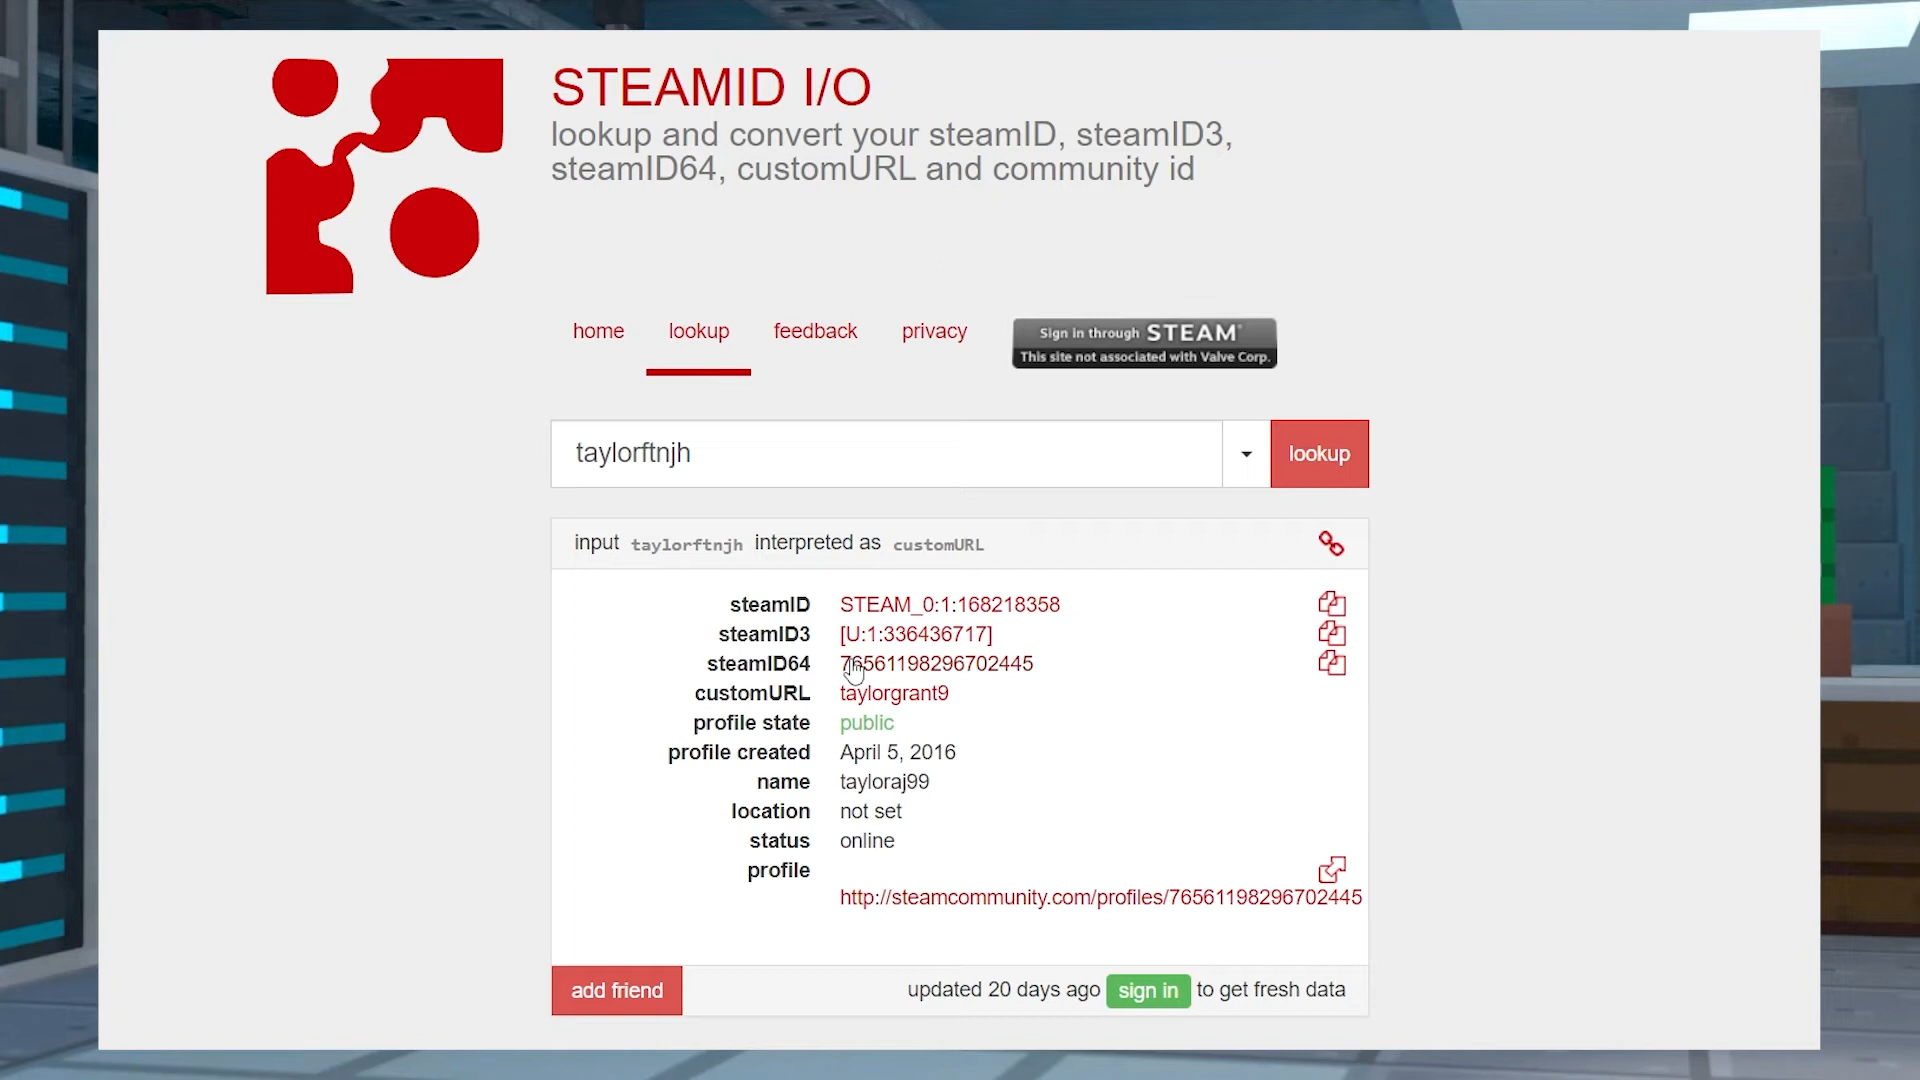 STEAMID I/O
lookup and convert your steamID, steamID3,
steamID64, customURL and community id
home lookup feedback privacy
Sign in through STEAM
This site not associated with Valve Corp.
taylorftnjh
lookup
input taylorftnjh interpreted as customURL
steamID STEAM_0:1:168218358
steamID3 [U:1:336436717]
steamID64 76561198296702445
customURL taylorgrant9
profile state public
profile created April 5, 2016
name tayloraj99
location not set
status online
profile
http://steamcommunity.com/profiles/76561198296702445
add friend
updated 20 days ago sign in to get fresh data